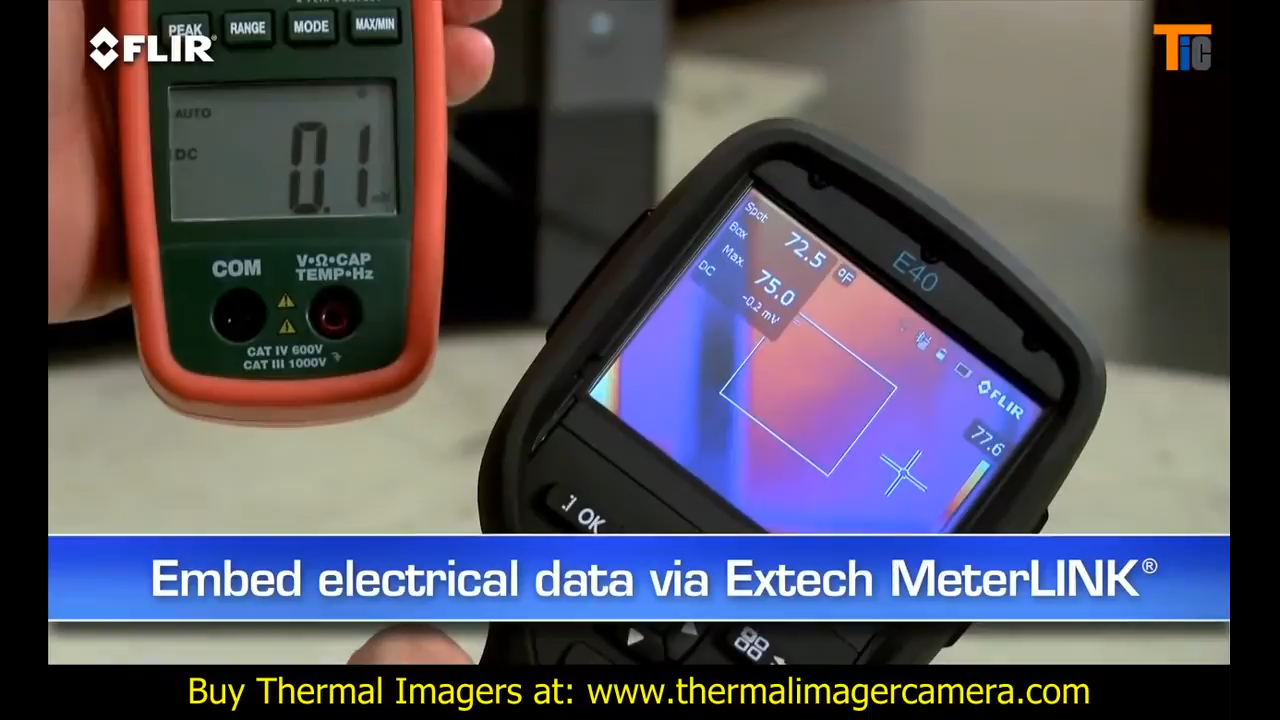 PEAK RANGE MODE MAX/MIN
FLIR
TiC
AUTO
DC
0.1
COM
V•Ω•CAP
TEMP•Hz
CAT IV 600V
CAT III 1000V
E40
Spot 72.5 °F
Box
Max 75.0
DC -0.2 mV
FLIR
77.6
OK
Embed electrical data via Extech MeterLINK®
Buy Thermal Imagers at: www.thermalimagercamera.com